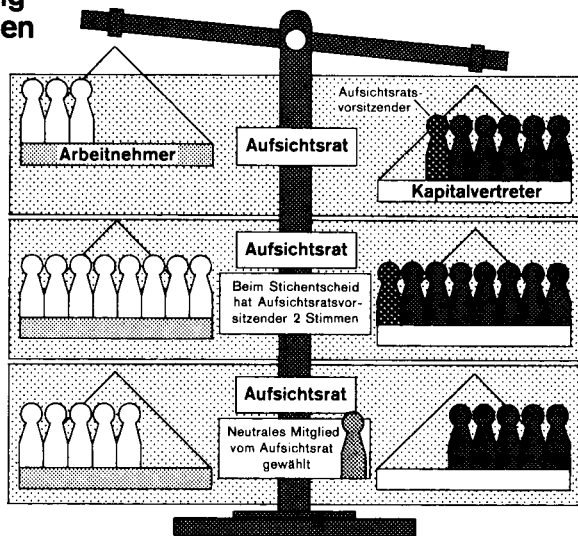 en
Aufsichtsrats-
vorsitzender
Aufsichtsrat
Arbeitnehmer
Kapitalvertreter
Aufsichtsrat
Beim Stichentscheid
hat Aufsichtsratsvor-
sitzender 2 Stimmen
Aufsichtsrat
Neutrales Mitglied
vom Aufsichtsrat
gewählt